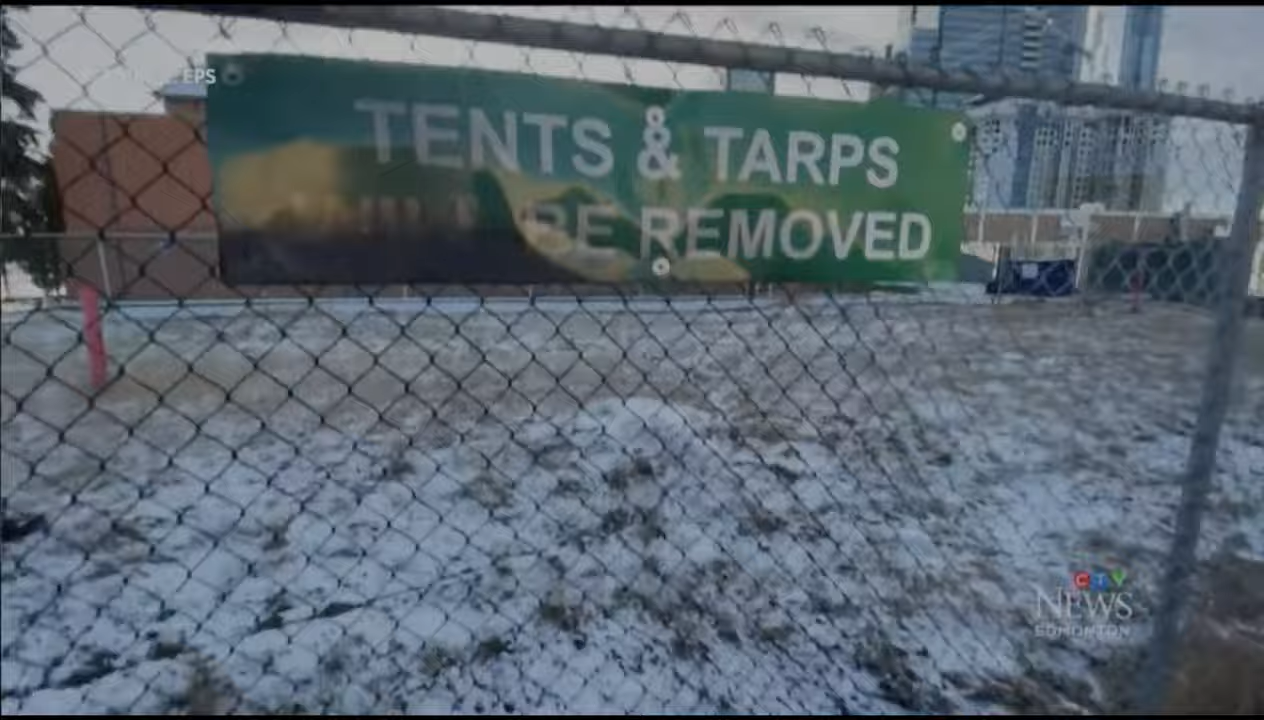 EPS
TENTS & TARPS
BE REMOVED
CTV
NEWS
EDMONTON